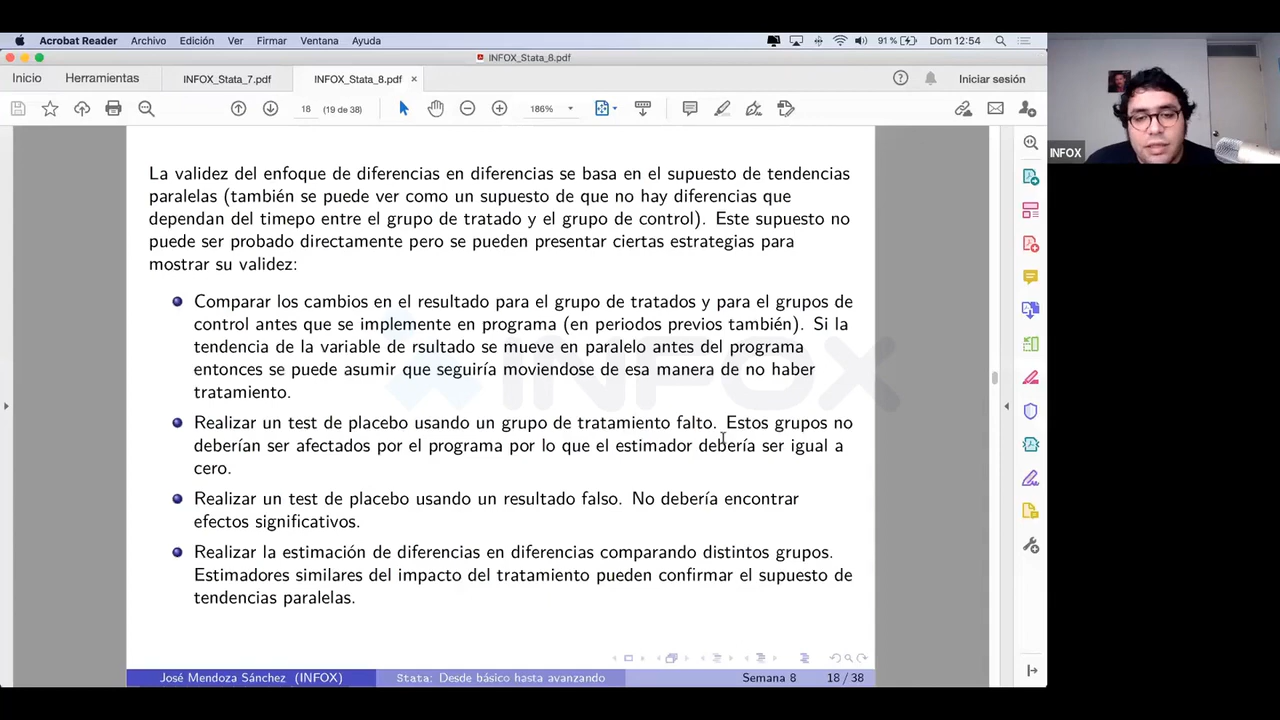 Acrobat Reader Archivo Edición Ver Firmar Ventana Ayuda 91 % Dom 12:54
INFOX_Stata_8.pdf
Inicio Herramientas INFOX_Stata_7.pdf INFOX_Stata_8.pdf × Iniciar sesión
18 (19 de 38) 186%
INFOX
La validez del enfoque de diferencias en diferencias se basa en el supuesto de tendencias
paralelas (también se puede ver como un supuesto de que no hay diferencias que
dependan del timepo entre el grupo de tratado y el grupo de control). Este supuesto no
puede ser probado directamente pero se pueden presentar ciertas estrategias para
mostrar su validez:
Comparar los cambios en el resultado para el grupo de tratados y para el grupos de
control antes que se implemente en programa (en periodos previos también). Si la
tendencia de la variable de rsultado se mueve en paralelo antes del programa
entonces se puede asumir que seguiría moviendose de esa manera de no haber
tratamiento.
Realizar un test de placebo usando un grupo de tratamiento falto. Estos grupos no
deberían ser afectados por el programa por lo que el estimador debería ser igual a
cero.
Realizar un test de placebo usando un resultado falso. No debería encontrar
efectos significativos.
Realizar la estimación de diferencias en diferencias comparando distintos grupos.
Estimadores similares del impacto del tratamiento pueden confirmar el supuesto de
tendencias paralelas.
INFOX
José Mendoza Sánchez (INFOX) Stata: Desde básico hasta avanzando Semana 8 18 / 38